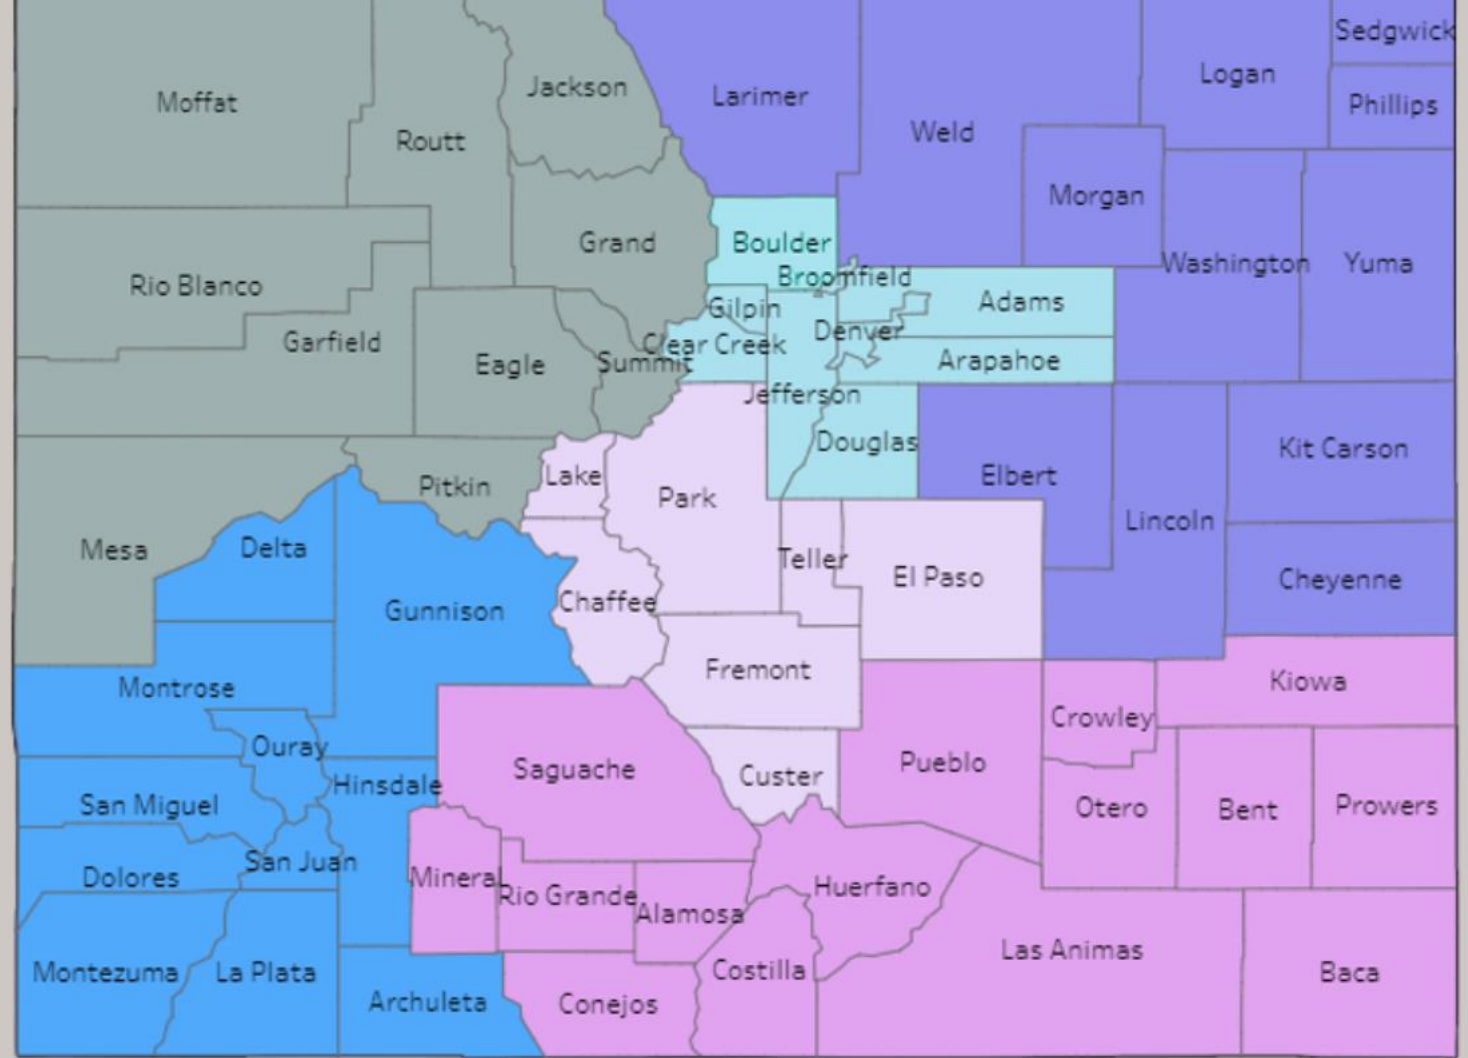 Sedgwick
Logan
Jackson
Larimer
Moffat
Phillips
Weld
Routt
Morgan
Grand
Boulder
Washington
Yuma
Broomfield
Rio Blanco
Adams
Gilpin
Denver
Garfield
Clear Creek
Eagle
Summit
Arapahoe
Jefferson
Douglas
Kit Carson
Elbert
Lake
Pitkin
Park
Lincoln
Mesa
Delta
Teller
El Paso
Cheyenne
Chaffee
Gunnison
Fremont
Kiowa
Montrose
Crowley
Ouray
Pueblo
Saguache
Custer
Hinsdale
San Miguel
Otero
Bent
Prowers
San Juan
Dolores
Mineral
Huerfano
Rio Grande
Alamosa
Las Animas
Costilla
Montezuma
La Plata
Baca
Archuleta
Conejos